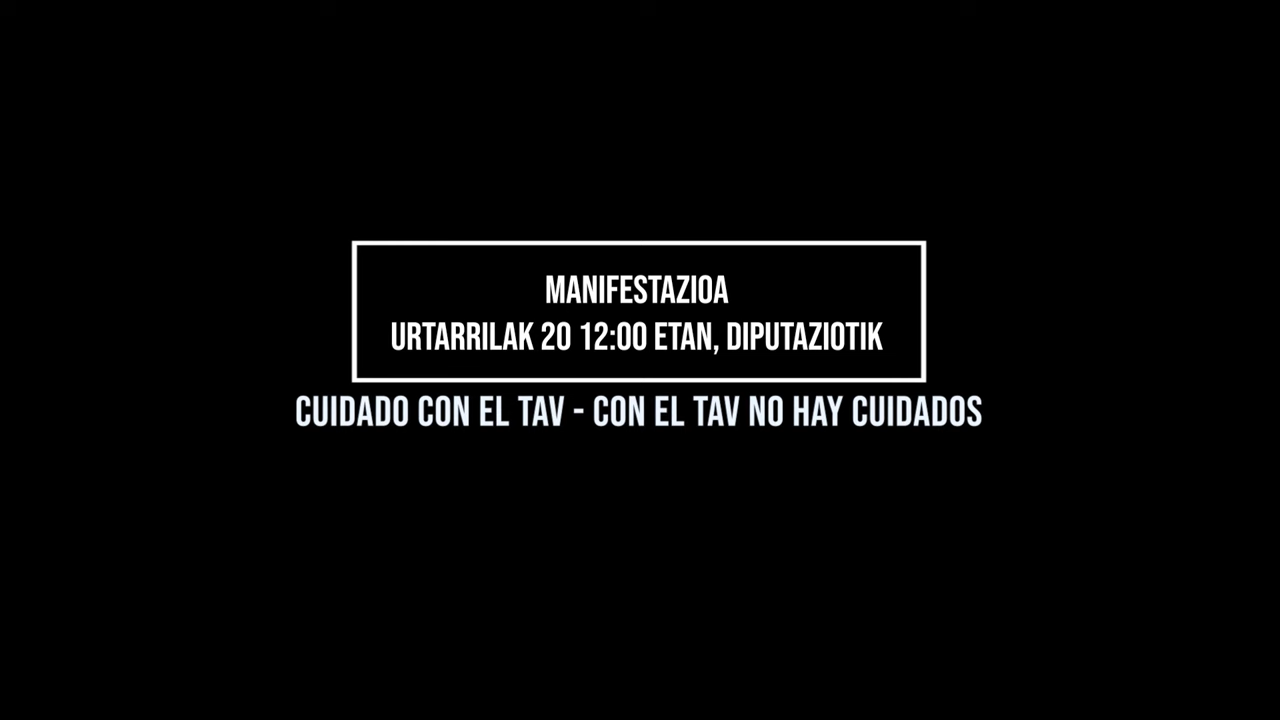 MANIFESTAZIOA
URTARRILAK 20 12:00 ETAN, DIPUTAZIOTIK
CUIDADO CON EL TAV - CON EL TAV NO HAY CUIDADOS